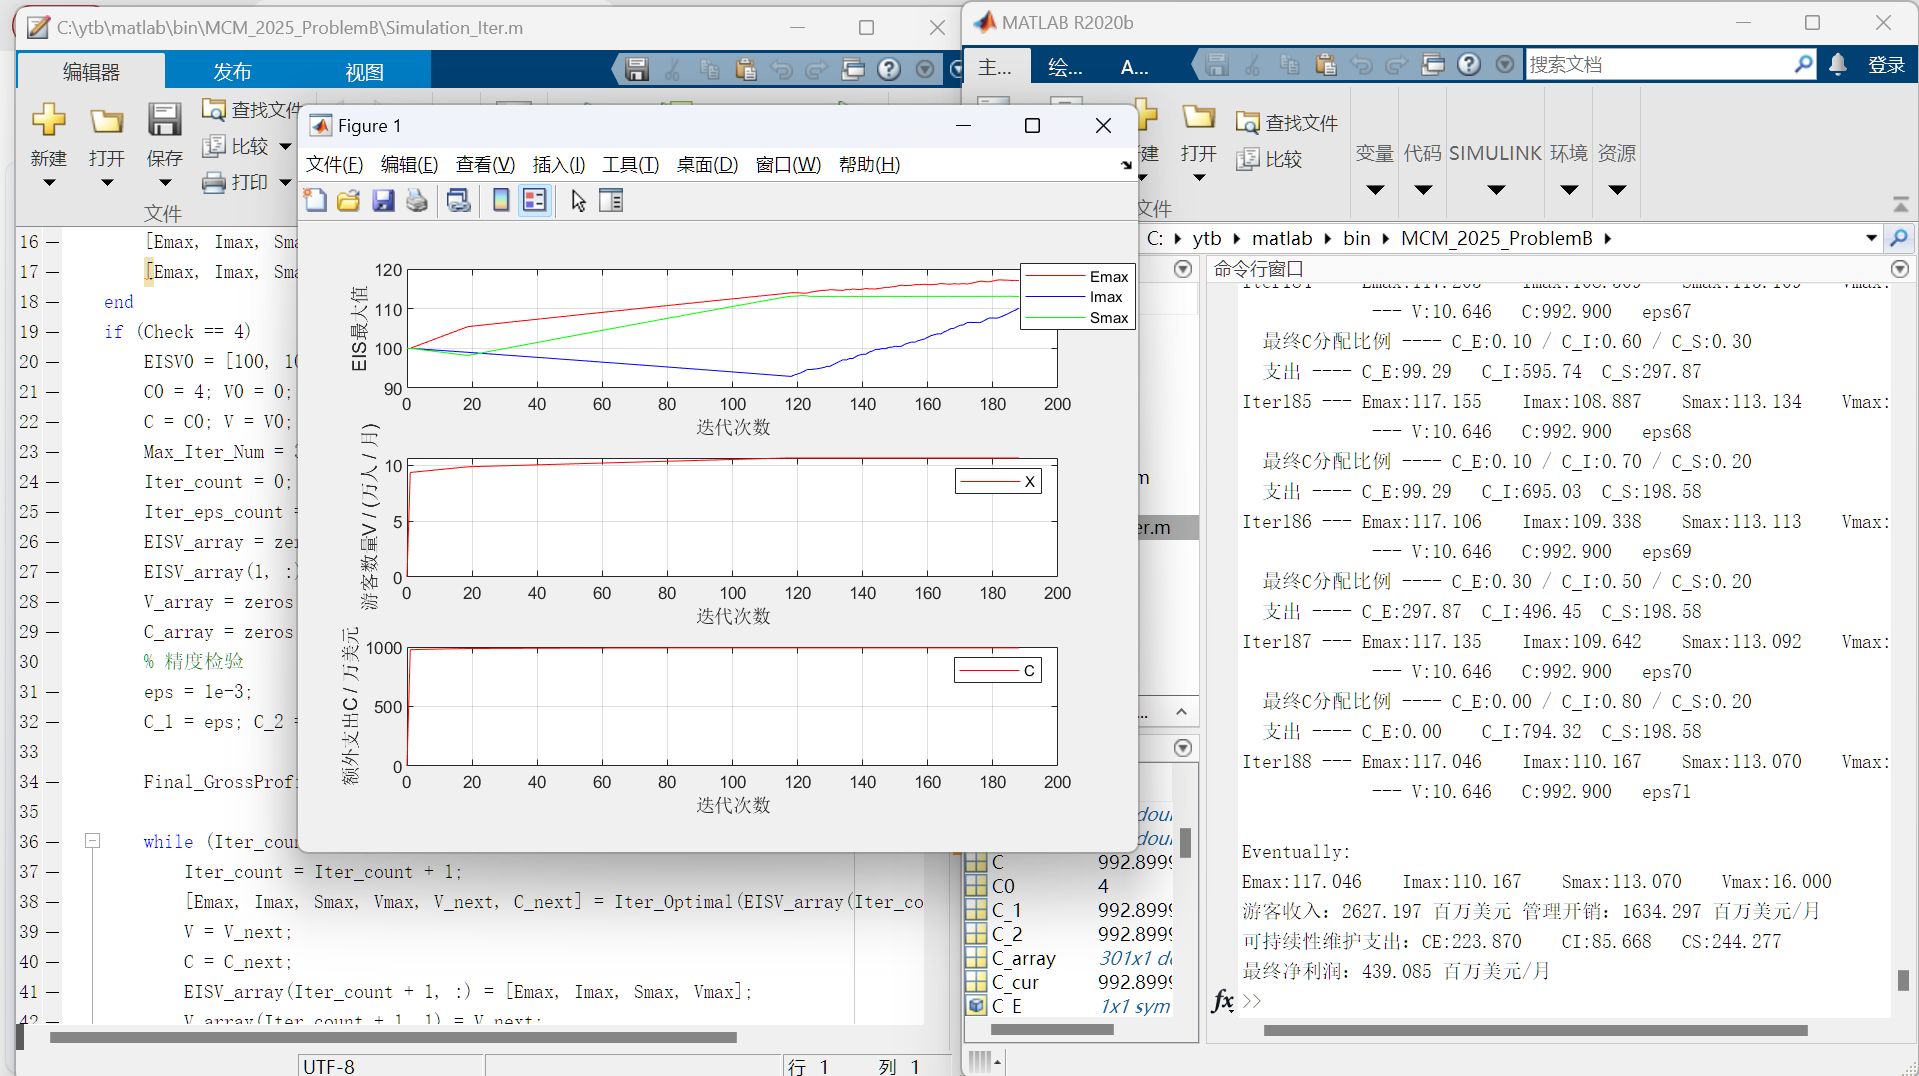 C:\ytb\matlab\bin\MCM_2025_ProblemB\Simulation_Iter.m
编辑器 发布 视图
新建 打开 保存 查找文件 比较 打印
文件
16 [Emax, Imax,
17 [Emax, Imax,
18 end
19 if (Check == 4)
20 EISV0 = [100,
21 C0 = 4; V0 = 0;
22 C = C0; V = V0;
23 Max_Iter_Num =
24 Iter_count = 0;
25 Iter_eps_count =
26 EISV_array =
27 EISV_array(1, :)
28 V_array = zeros
29 C_array = zeros
30 % 精度检验
31 eps = 1e-3;
32 C_1 = eps; C_2 =
33
34
35
36 while
37 Iter_count = Iter_count + 1;
38 [Emax, Imax, Smax, Vmax, V_next, C_next] = Iter_Optimal(EISV_array(Iter_co
39 V = V_next;
40 C = C_next;
41 EISV_array(Iter_count + 1, :) = [Emax, Imax, Smax, Vmax];
42 V_array(Iter_count + 1, 1) = V_next;
UTF-8 行 1 列 1
Figure 1
文件(F) 编辑(E) 查看(V) 插入(I) 工具(T) 桌面(D) 窗口(W) 帮助(H)
EIS最大值
120
110
100
90
0 20 40 60 80 100 120 140 160 180 200
迭代次数
Emax
Imax
Smax
游客数量V / (万人 / 月)
10
5
0
0 20 40 60 80 100 120 140 160 180 200
迭代次数
X
额外支出C / 万美元
1000
500
0
0 20 40 60 80 100 120 140 160 180 200
迭代次数
C
MATLAB R2020b
主... 绘... A...
搜索文档
登录
打开 查找文件 比较
变量 代码 SIMULINK 环境 资源
文件
C: ytb matlab bin MCM_2025_ProblemB
er.m
C 992.8999
C0 4
C_1 992.8999
C_2 992.8999
C_array 301x1 do
C_cur 992.8999
C_E 1x1 sym
命令行窗口
--- V:10.646 C:992.900 eps67
最终C分配比例 ---- C_E:0.10 / C_I:0.60 / C_S:0.30
支出 ---- C_E:99.29 C_I:595.74 C_S:297.87
Iter185 --- Emax:117.155 Imax:108.887 Smax:113.134 Vmax:
--- V:10.646 C:992.900 eps68
最终C分配比例 ---- C_E:0.10 / C_I:0.70 / C_S:0.20
支出 ---- C_E:99.29 C_I:695.03 C_S:198.58
Iter186 --- Emax:117.106 Imax:109.338 Smax:113.113 Vmax:
--- V:10.646 C:992.900 eps69
最终C分配比例 ---- C_E:0.30 / C_I:0.50 / C_S:0.20
支出 ---- C_E:297.87 C_I:496.45 C_S:198.58
Iter187 --- Emax:117.135 Imax:109.642 Smax:113.092 Vmax:
--- V:10.646 C:992.900 eps70
最终C分配比例 ---- C_E:0.00 / C_I:0.80 / C_S:0.20
支出 ---- C_E:0.00 C_I:794.32 C_S:198.58
Iter188 --- Emax:117.046 Imax:110.167 Smax:113.070 Vmax:
--- V:10.646 C:992.900 eps71
Eventually:
Emax:117.046 Imax:110.167 Smax:113.070 Vmax:16.000
游客收入: 2627.197 百万美元 管理开销: 1634.297 百万美元/月
可持续性维护支出: CE:223.870 CI:85.668 CS:244.277
最终净利润: 439.085 百万美元/月
fx >>